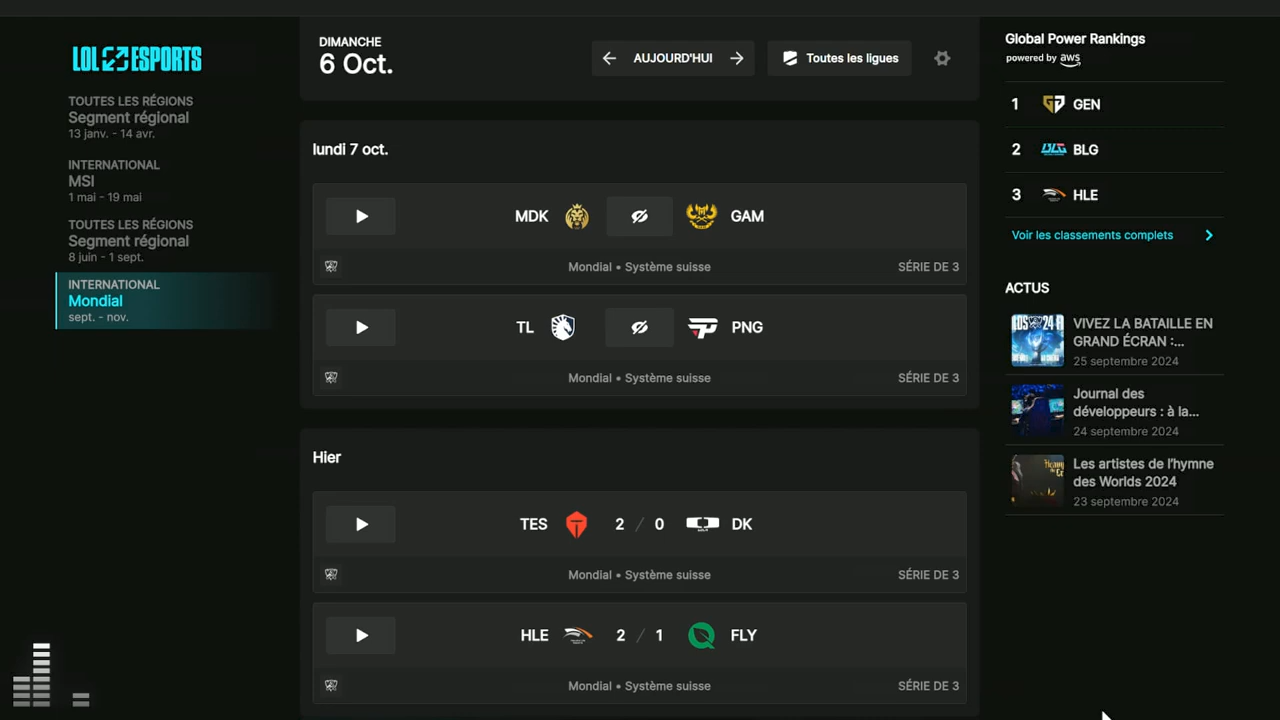 LOL ESPORTS
TOUTES LES RÉGIONS
Segment régional
13 janv. - 14 avr.
INTERNATIONAL
MSI
1 mai - 19 mai
TOUTES LES RÉGIONS
Segment régional
8 juin - 1 sept.
INTERNATIONAL
Mondial
sept. - nov.
DIMANCHE
6 Oct.
AUJOURD'HUI
Toutes les ligues
lundi 7 oct.
MDK GAM
Mondial • Système suisse SÉRIE DE 3
TL PNG
Mondial • Système suisse SÉRIE DE 3
Hier
TES 2 / 0 DK
Mondial • Système suisse SÉRIE DE 3
HLE 2 / 1 FLY
Mondial • Système suisse SÉRIE DE 3
Global Power Rankings
powered by aws
1 GEN
2 BLG BLG
3 HLE
Voir les classements complets
ACTUS
VIVEZ LA BATAILLE EN
GRAND ÉCRAN :...
25 septembre 2024
Journal des
développeurs : à la...
24 septembre 2024
Les artistes de l'hymne
des Worlds 2024
23 septembre 2024